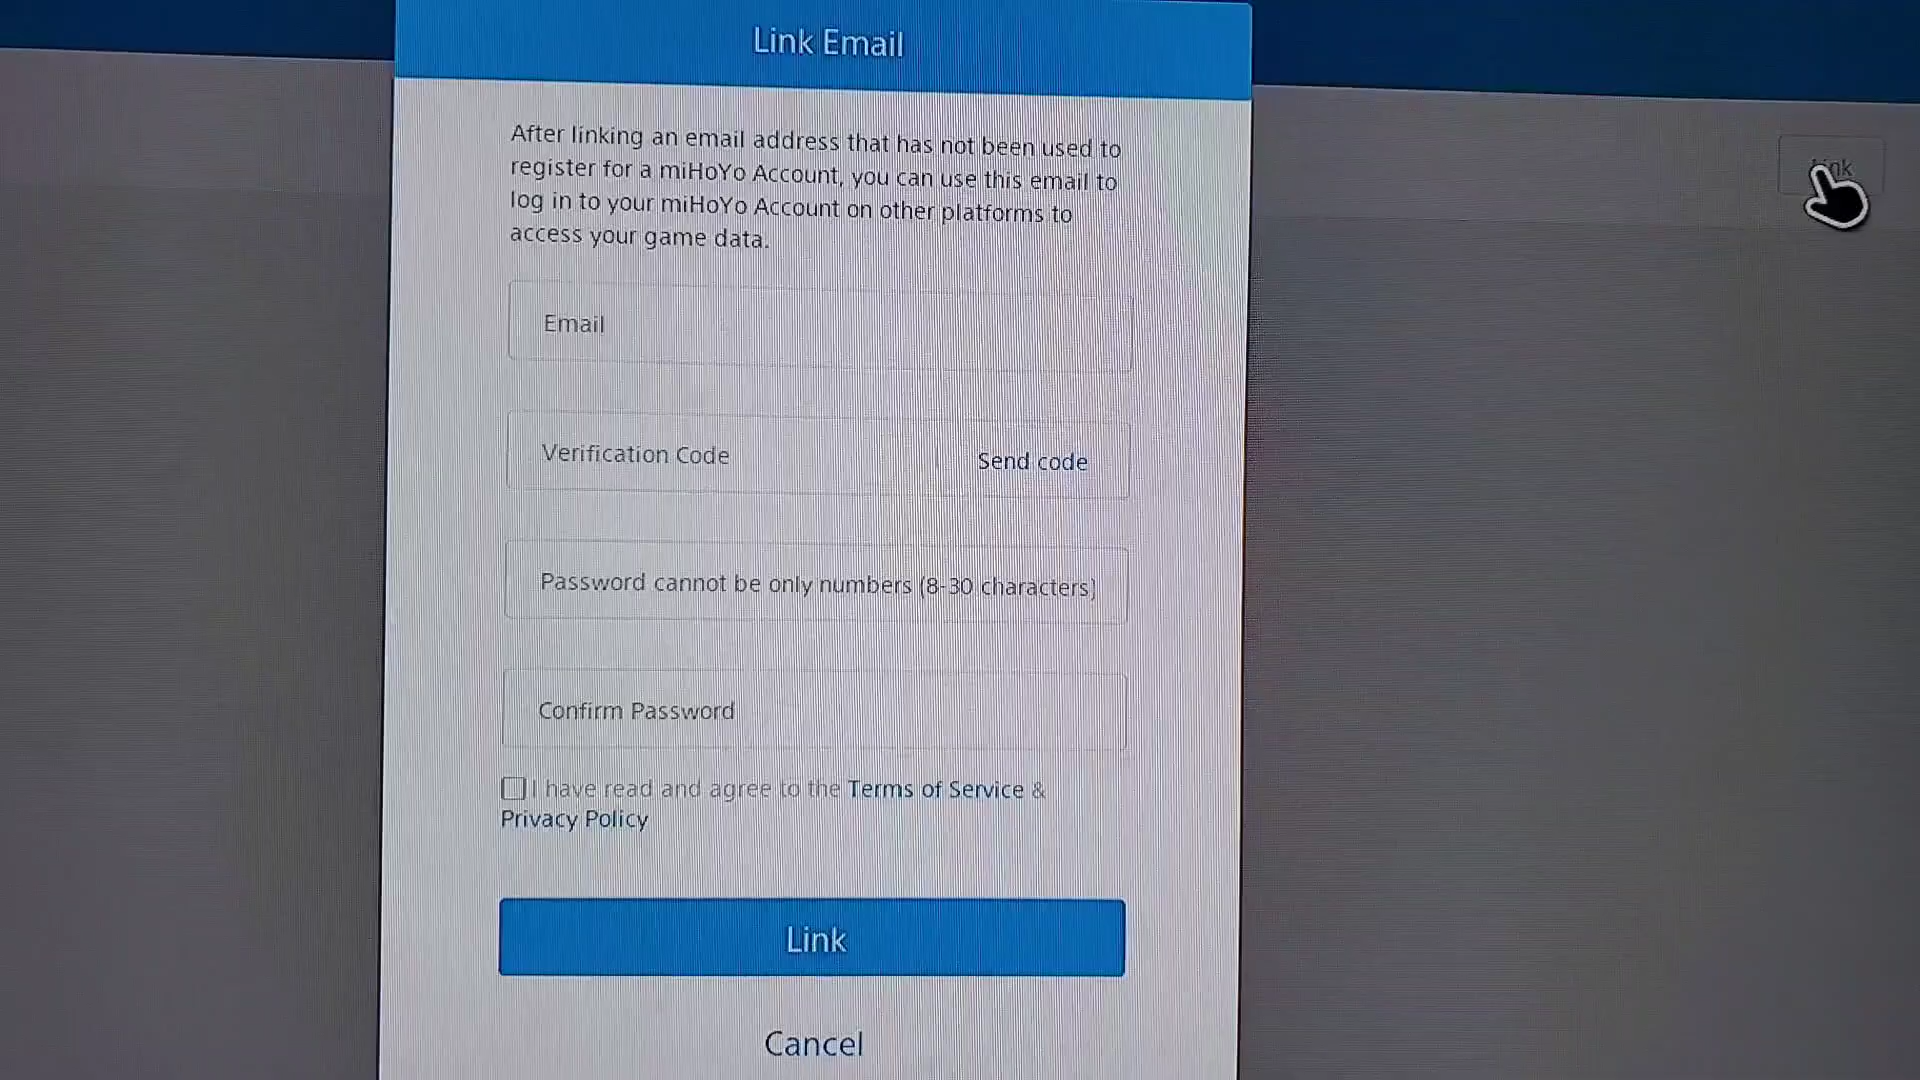 Link Email
After linking an email address that has not been used to
register for a miHoYo Account, you can use this email to
log in to your miHoYo Account on other platforms to
access your game data.
Email
Verification Code
Send code
Password cannot be only numbers (8-30 characters)
Confirm Password
I have read and agree to the Terms of Service &
Privacy Policy
Link
Cancel